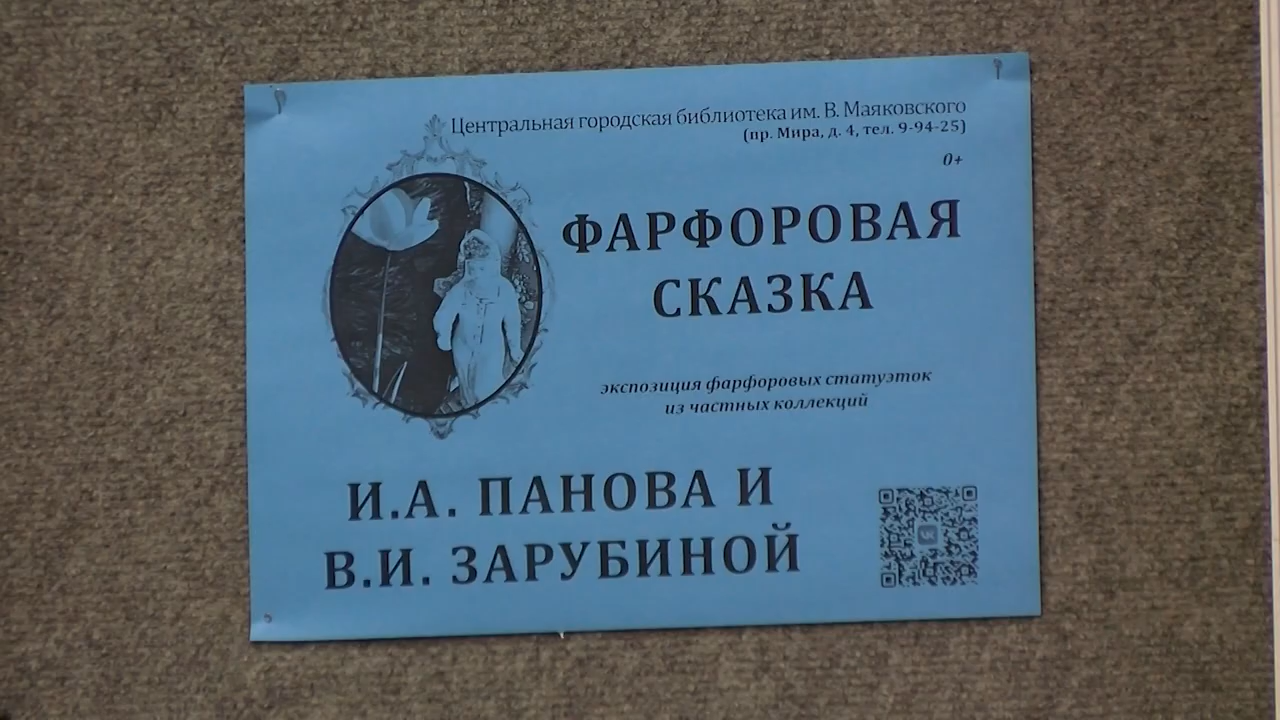 Центральная городская библиотека им. В. Маяковского
(пр. Мира, д. 4, тел. 9-94-25)
0+
ФАРФОРОВАЯ
СКАЗКА
экспозиция фарфоровых статуэток
из частных коллекций
И.А. ПАНОВА И
В.И. ЗАРУБИНОЙ